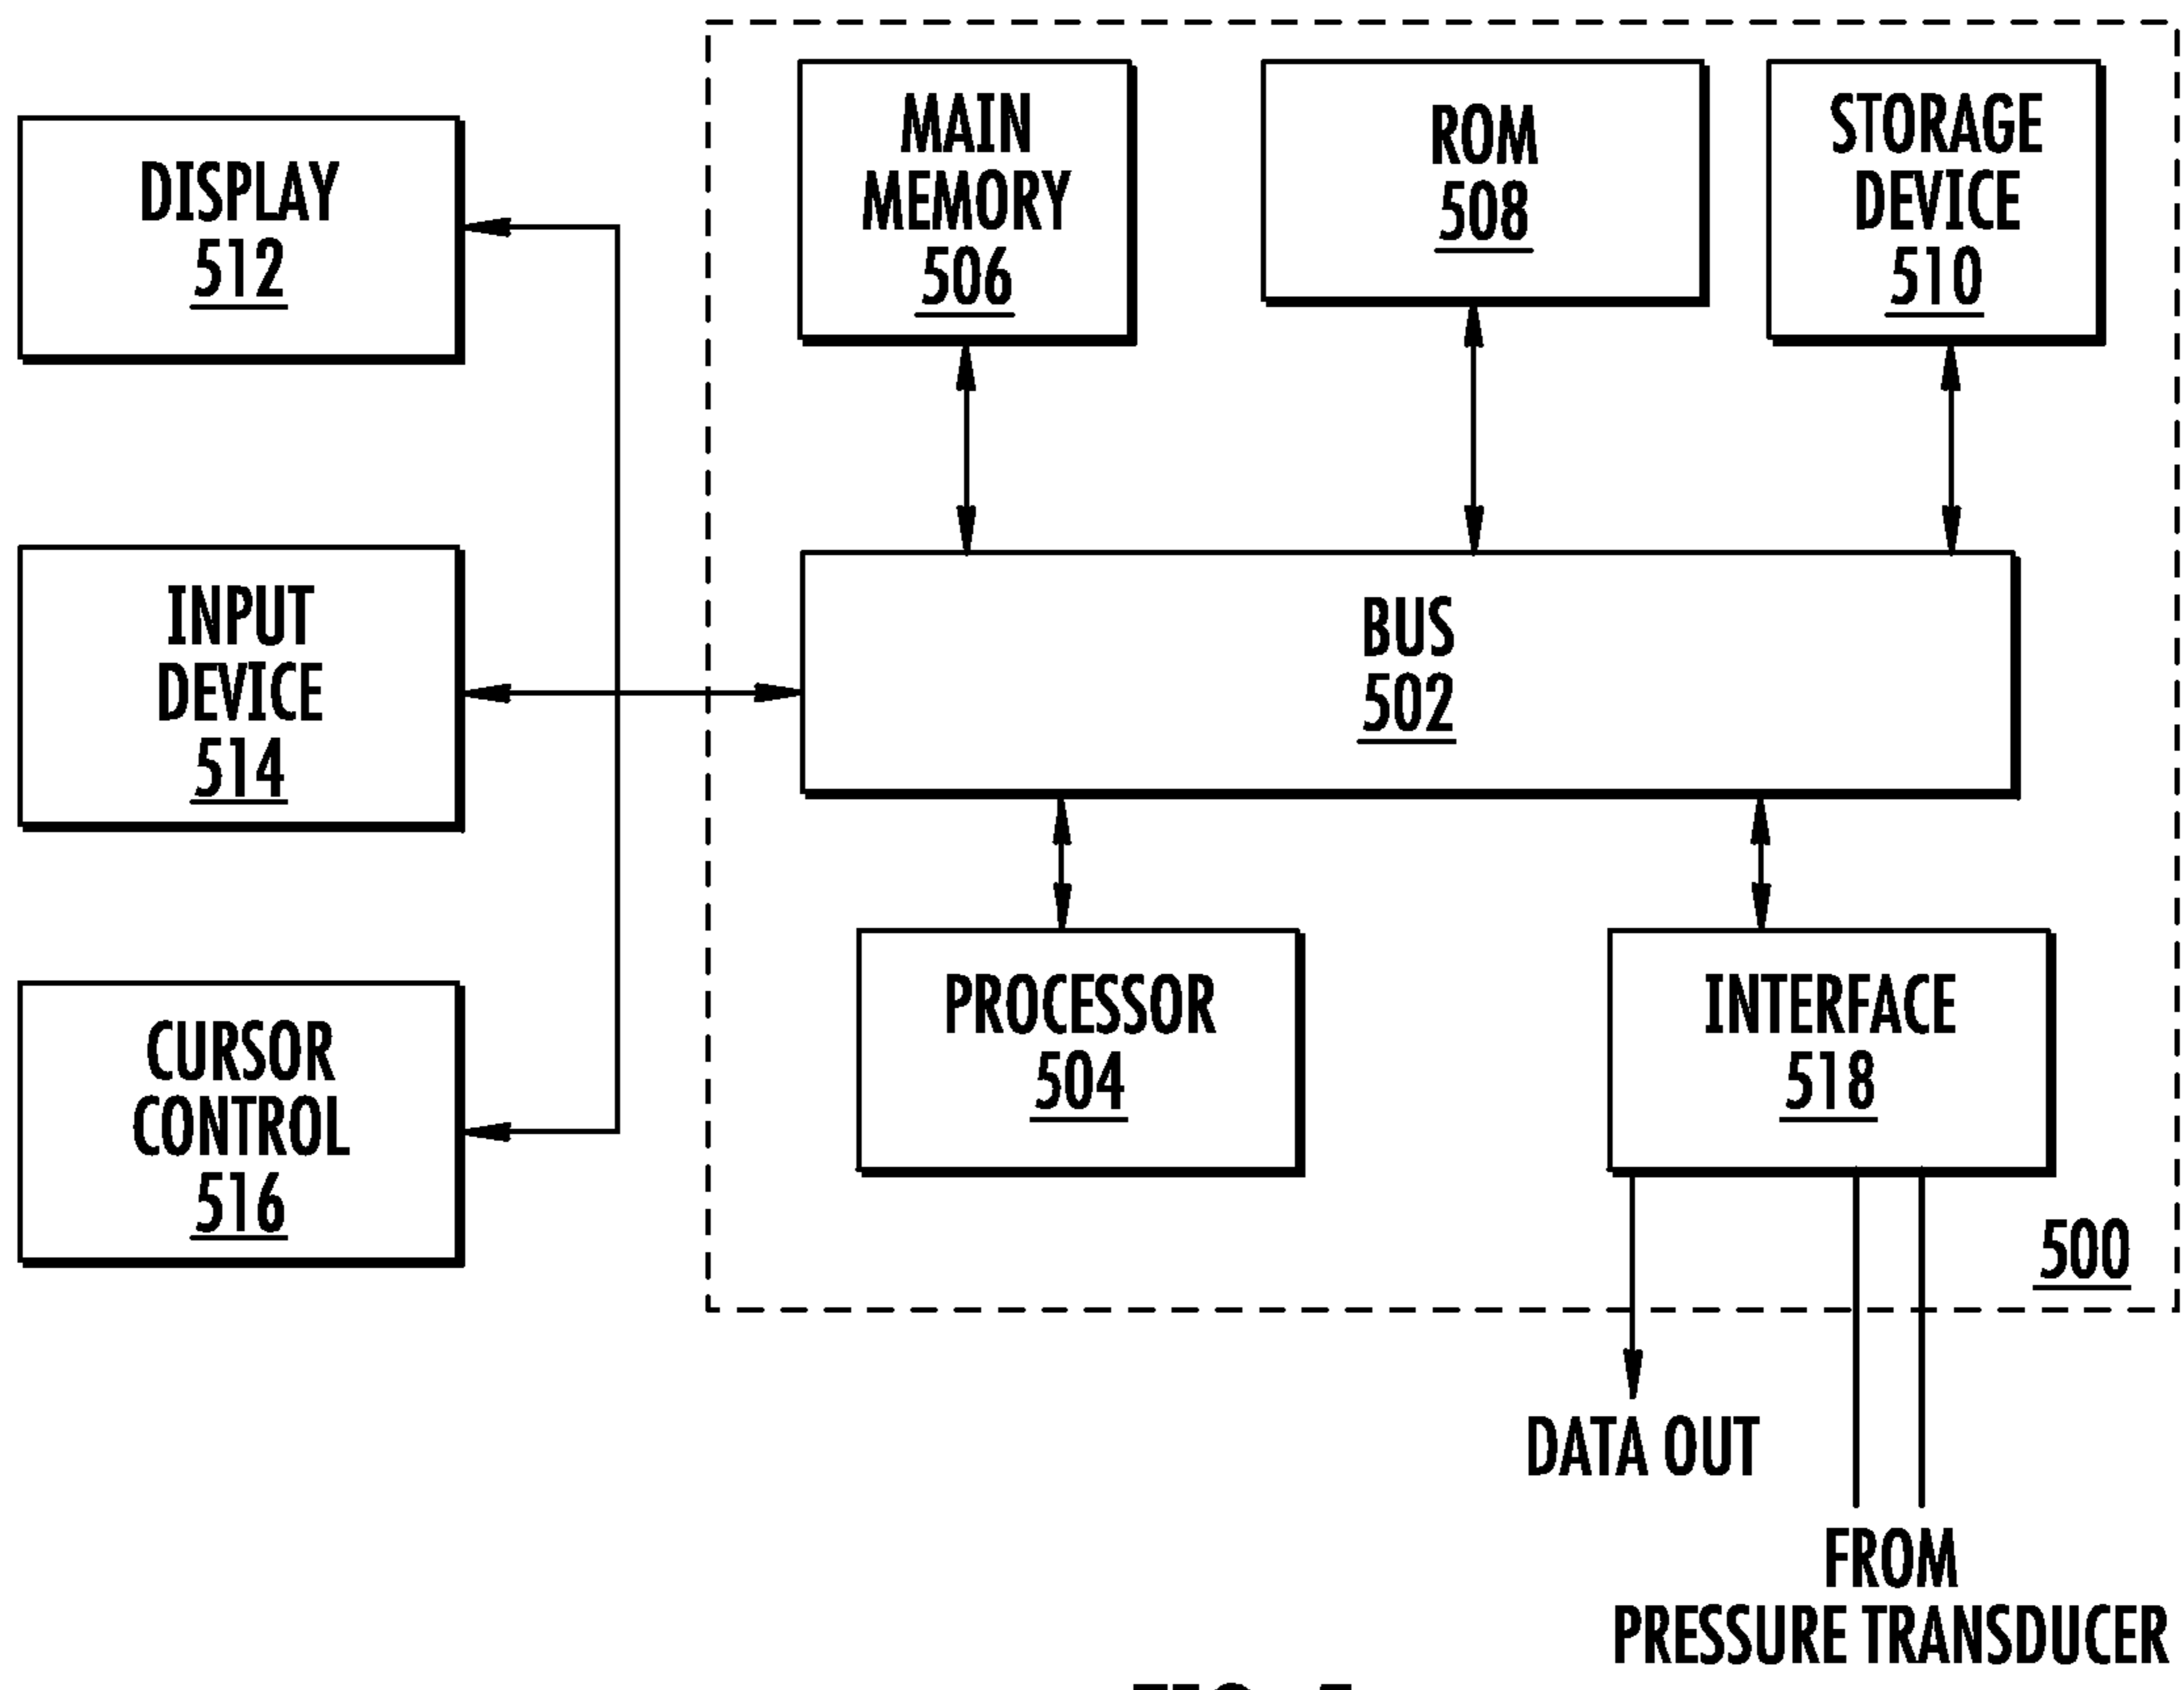 DISPLAY
512
INPUT
DEVICE
514
CURSOR
CONTROL
516
MAIN
MEMORY
506
ROM
508
STORAGE
DEVICE
510
BUS
502
PROCESSOR
504
INTERFACE
518
500
DATA OUT
FROM
PRESSURE TRANSDUCER